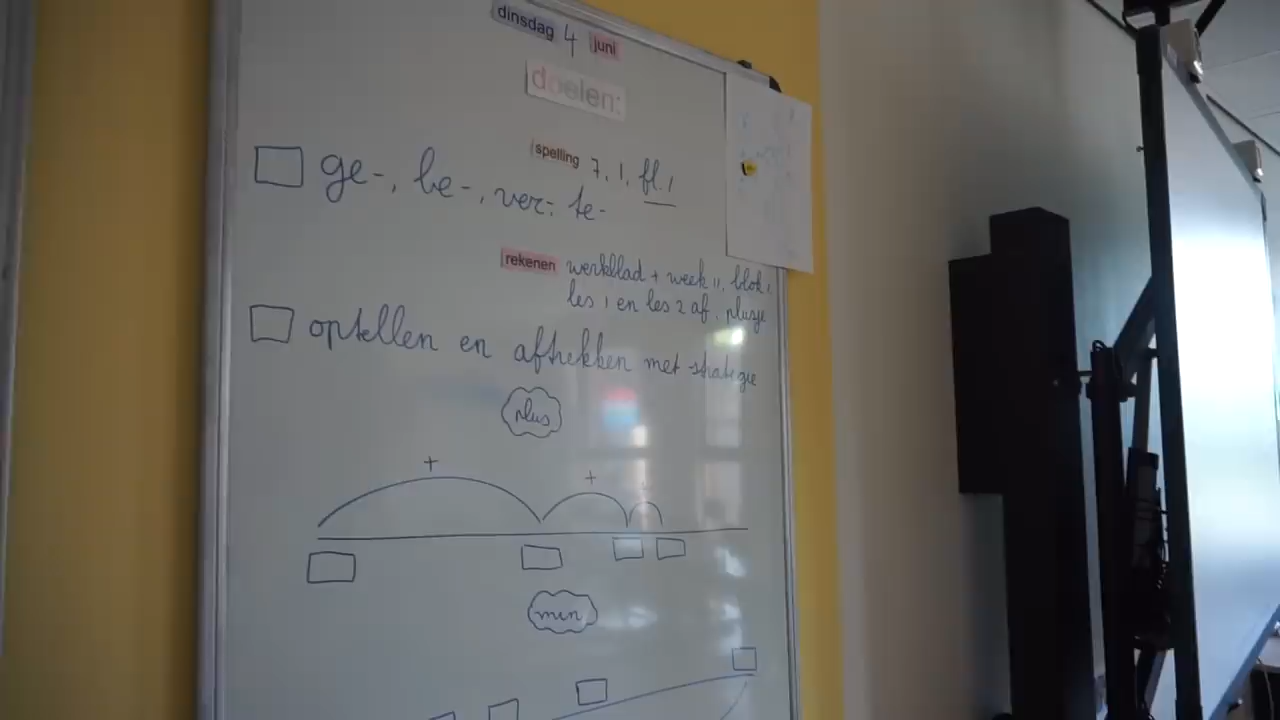 dinsdag 4 juni
doelen:
spelling 7, 1, fl. 1
ge-, be-, ver-, te-
rekenen werkblad + week 11, blok 1
les 1 en les 2 af. plusje
optellen en aftrekken met strategie
plus
+ + +
min